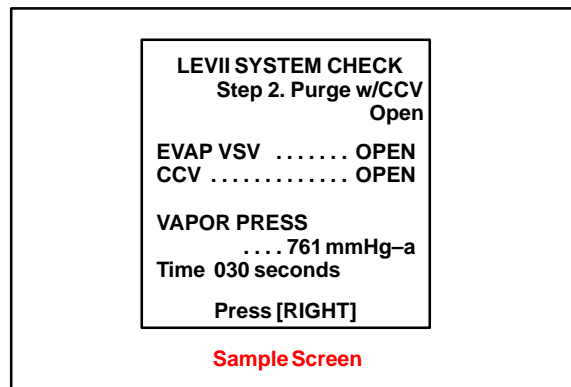 LEVII SYSTEM CHECK
Step 2. Purge w/CCV
Open
EVAP VSV ....... OPEN
CCV ............. OPEN
VAPOR PRESS
.... 761 mmHg–a
Time 030 seconds
Press [RIGHT]
Sample Screen